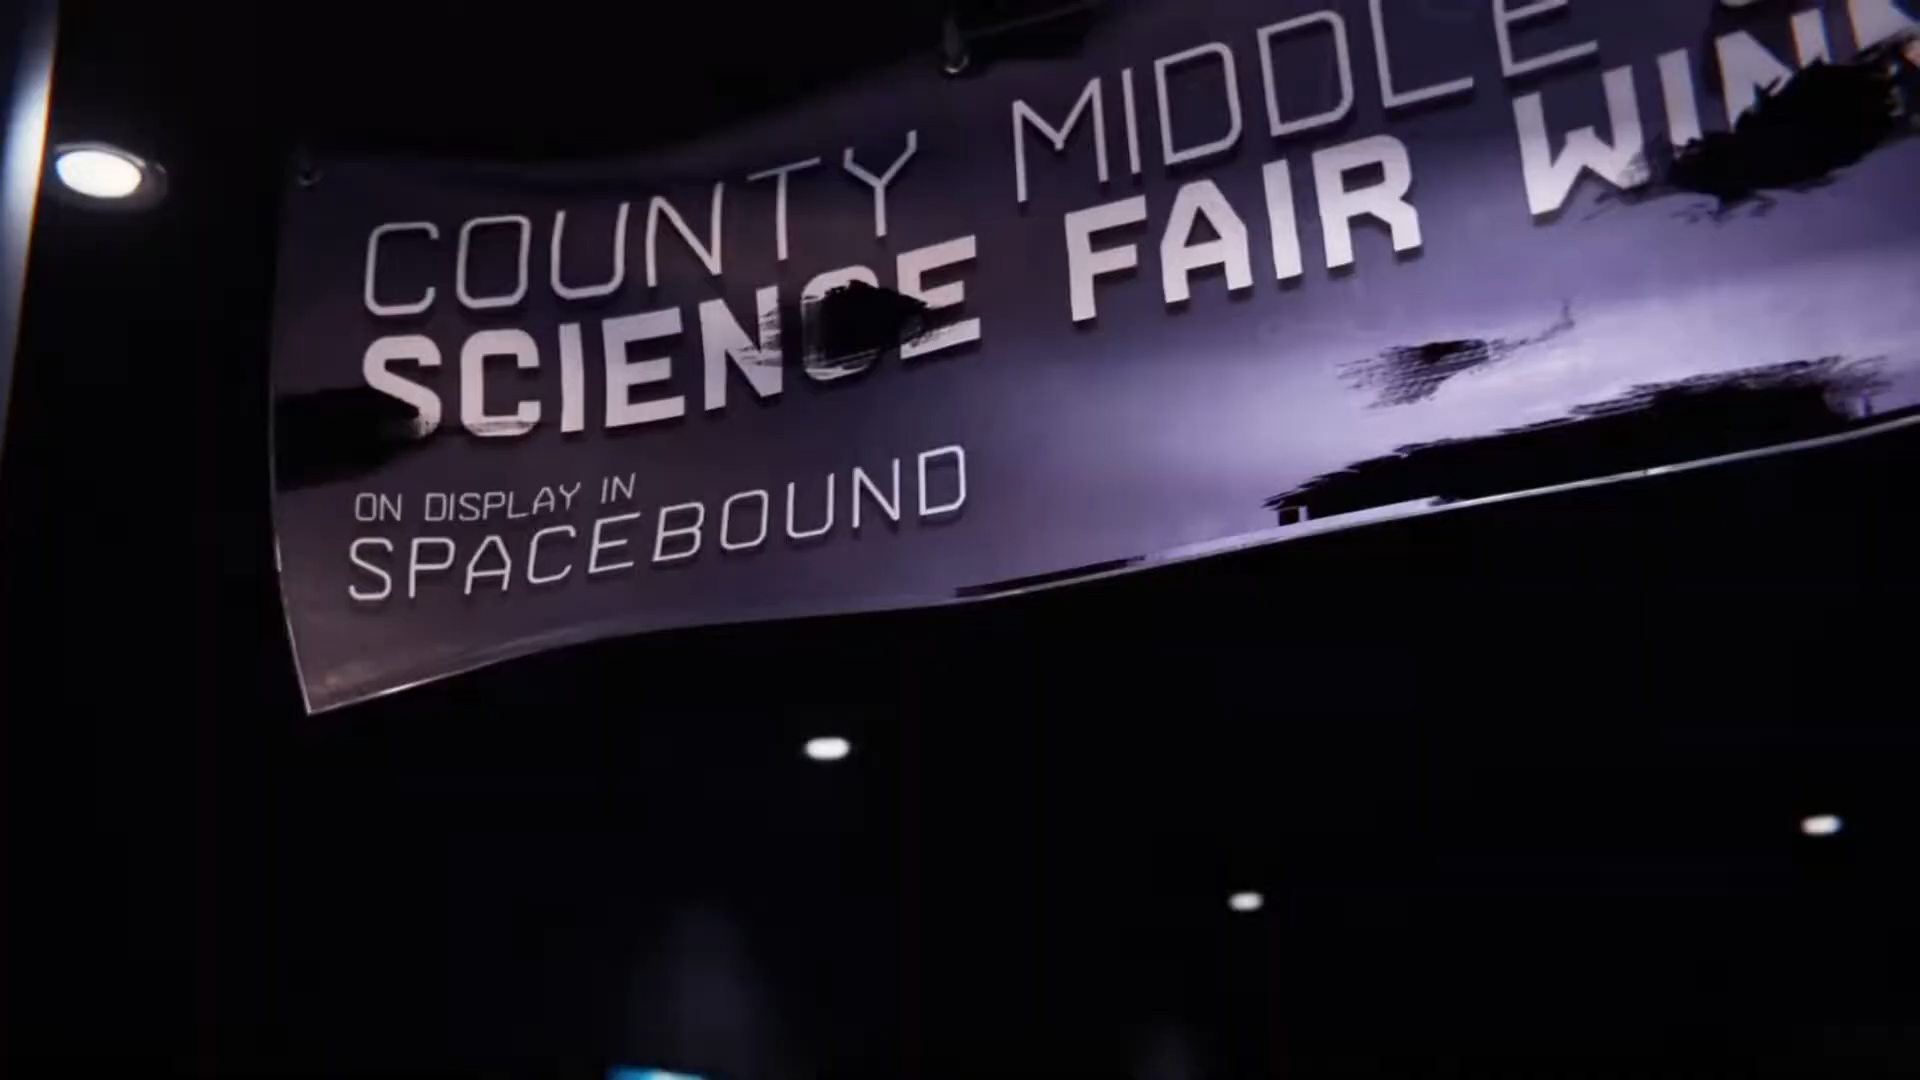 COUNTY MIDDLE
SCIENCE FAIR
ON DISPLAY IN
SPACEBOUND